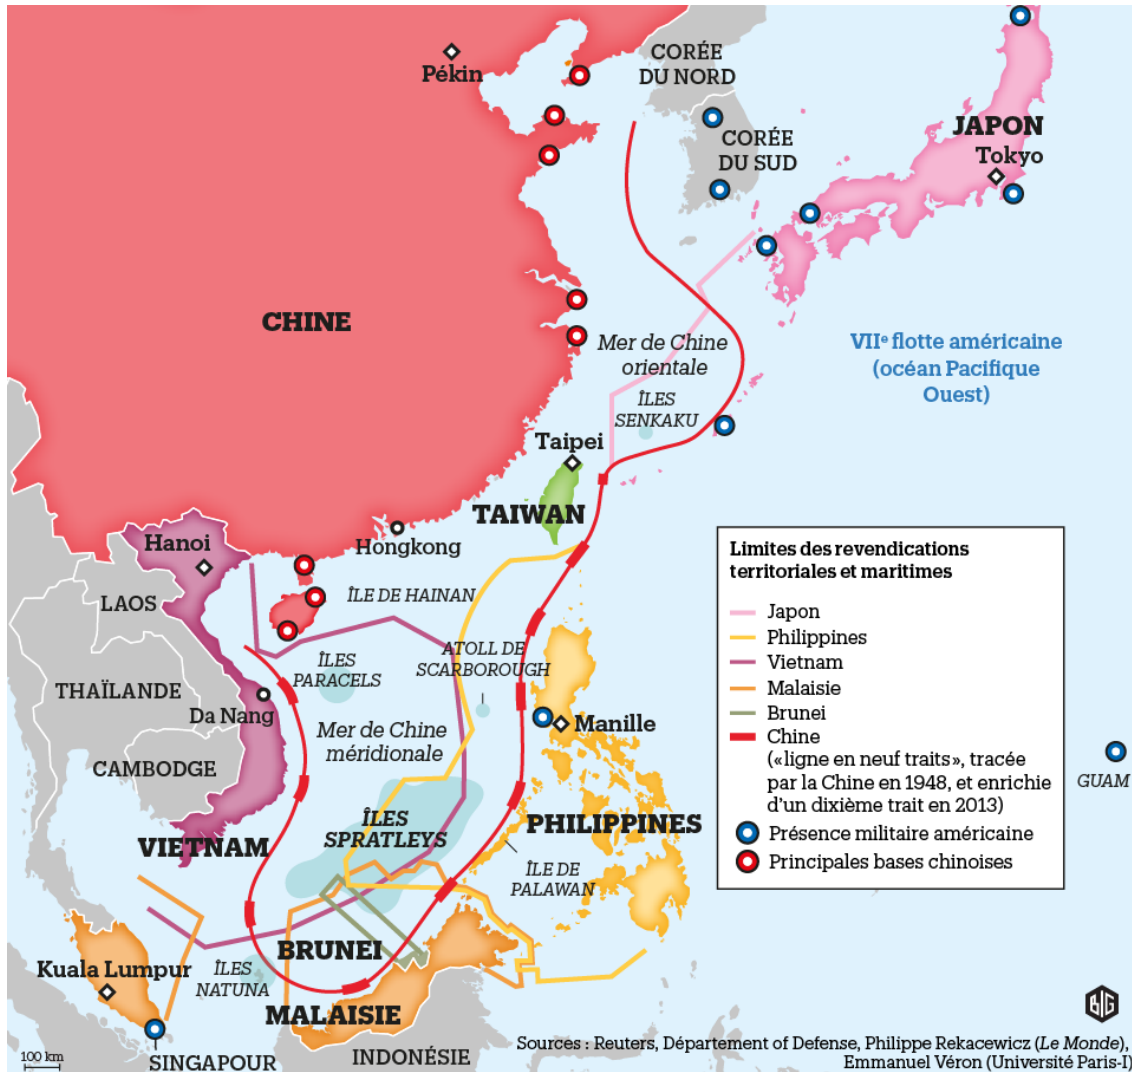 Pékin
CORÉE
DU NORD
CORÉE
DU SUD
JAPON
Tokyo
CHINE
Mer de Chine
orientale
VIIe flotte américaine
(océan Pacifique
Ouest)
ÎLES
SENKAKU
Taipei
TAIWAN
Hanoi
Hongkong
LAOS
ÎLE DE HAINAN
ATOLL DE
SCARBOROUGH
ÎLES
PARACELS
THAÏLANDE
Da Nang
Mer de Chine
méridionale
Manille
CAMBODGE
GUAM
ÎLES
SPRATLEYS
PHILIPPINES
VIETNAM
ÎLE DE
PALAWAN
BRUNEI
Kuala Lumpur
ÎLES
NATUNA
MALAISIE
SINGAPOUR
INDONÉSIE
100 km
Limites des revendications
territoriales et maritimes
Japon
Philippines
Vietnam
Malaisie
Brunei
Chine
(«ligne en neuf traits», tracée
par la Chine en 1948, et enrichie
d'un dixième trait en 2013)
Présence militaire américaine
Principales bases chinoises
BIG
Sources : Reuters, Département of Defense, Philippe Rekacewicz (Le Monde),
Emmanuel Véron (Université Paris-I)